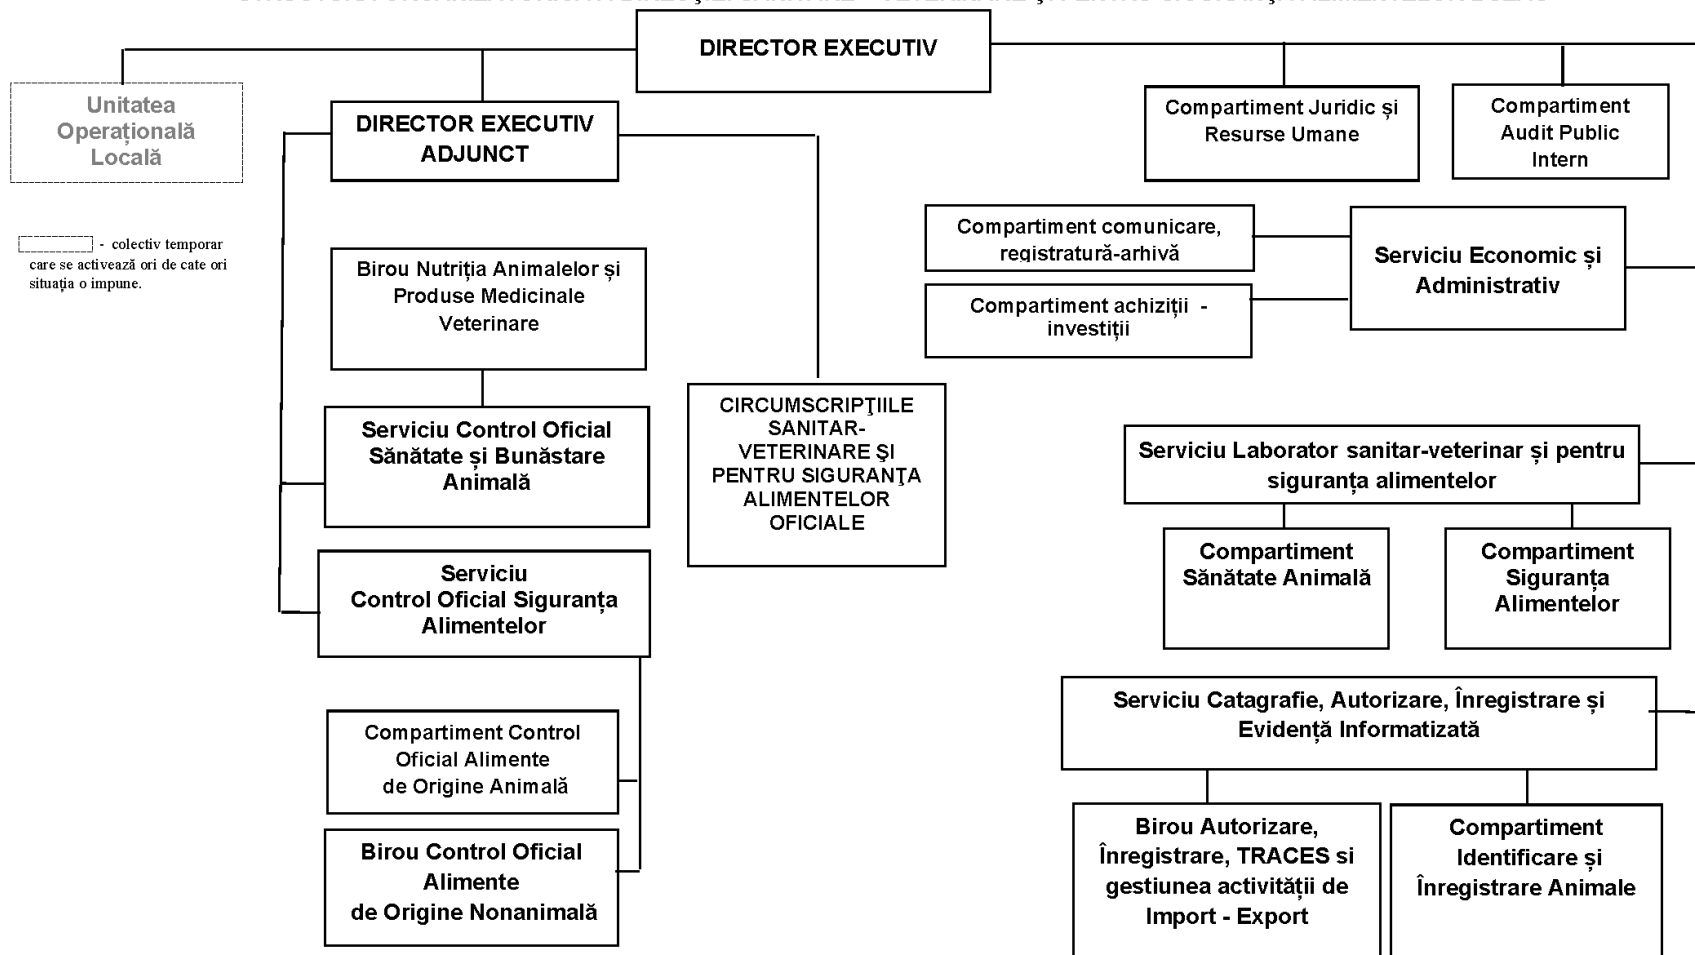 DIRECTOR EXECUTIV
Unitatea
Operațională
Locală
DIRECTOR EXECUTIV
ADJUNCT
Compartiment Juridic și
Resurse Umane
Compartiment
Audit Public
Intern
- colectiv temporar
care se activează ori de cate ori
situația o impune.
Birou Nutriția Animalelor și
Produse Medicinale
Veterinare
Compartiment comunicare,
registratură-arhivă
Compartiment achiziții -
investiții
Serviciu Economic și
Administrativ
Serviciu Control Oficial
Sănătate și Bunăstare
Animală
CIRCUMSCRIPŢIILE
SANITAR-
VETERINARE ŞI
PENTRU SIGURANŢA
ALIMENTELOR
OFICIALE
Serviciu Laborator sanitar-veterinar și pentru
siguranța alimentelor
Compartiment
Sănătate Animală
Compartiment
Siguranța
Alimentelor
Serviciu
Control Oficial Siguranța
Alimentelor
Compartiment Control
Oficial Alimente
de Origine Animală
Birou Control Oficial
Alimente
de Origine Nonanimală
Serviciu Catagrafie, Autorizare, Înregistrare și
Evidență Informatizată
Birou Autorizare,
Înregistrare, TRACES si
gestiunea activității de
Import - Export
Compartiment
Identificare și
Înregistrare Animale